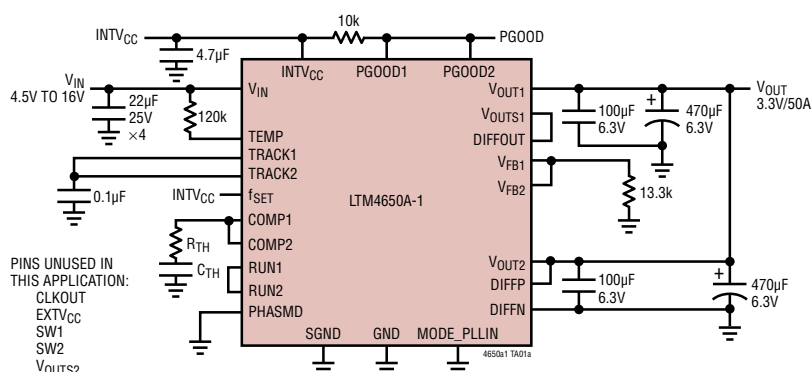 10k
INTVCC
PGOOD
4.7µF
INTVCC
PGOOD1
PGOOD2
VIN
4.5V TO 16V
22µF
25V
×4
120k
VIN
TEMP
TRACK1
TRACK2
0.1µF
INTVCC
fSET
COMP1
COMP2
RTH
CTH
RUN1
RUN2
PHASMD
LTM4650A-1
SGND
GND
MODE_PLLIN
VOUT1
VOUTS1
DIFFOUT
VFB1
VFB2
VOUT2
DIFFP
DIFFN
100µF
6.3V
+
470µF
6.3V
VOUT
3.3V/50A
13.3k
100µF
6.3V
+
470µF
6.3V
4650a1 TA01a
PINS UNUSED IN
THIS APPLICATION:
CLKOUT
EXTVCC
SW1
SW2
VOUTS2